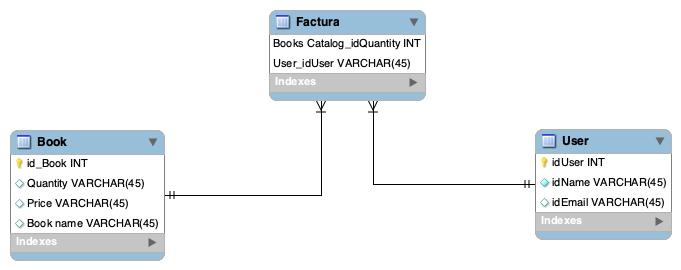 Factura
Books Catalog_idQuantity INT
User_idUser VARCHAR(45)
Indexes
Book
id_Book INT
Quantity VARCHAR(45)
Price VARCHAR(45)
Book name VARCHAR(45)
Indexes
User
idUser INT
idName VARCHAR(45)
idEmail VARCHAR(45)
Indexes